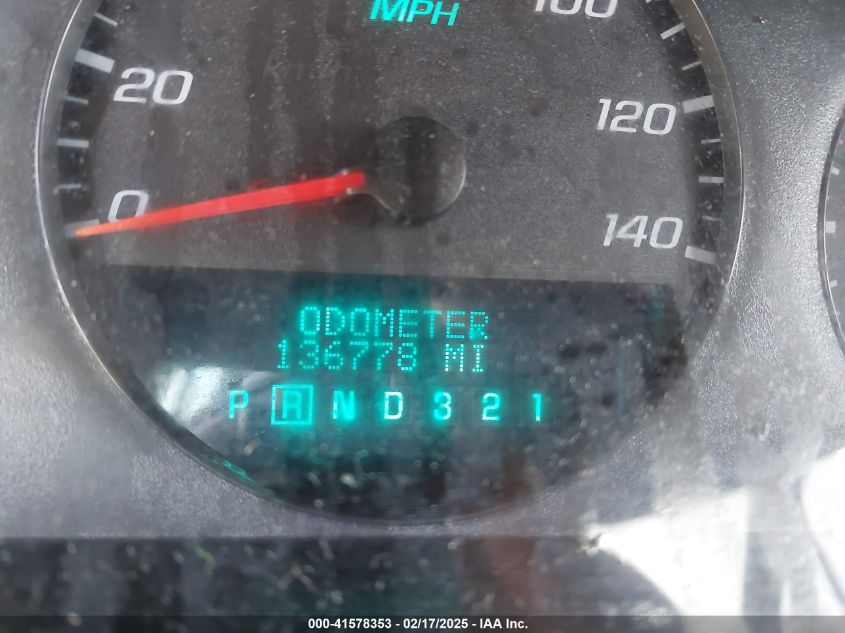 MPH
100
20
120
0
140
ODOMETER
136778 MI
P R N D 3 2 1
000-41578353 - 02/17/2025 - IAA Inc.